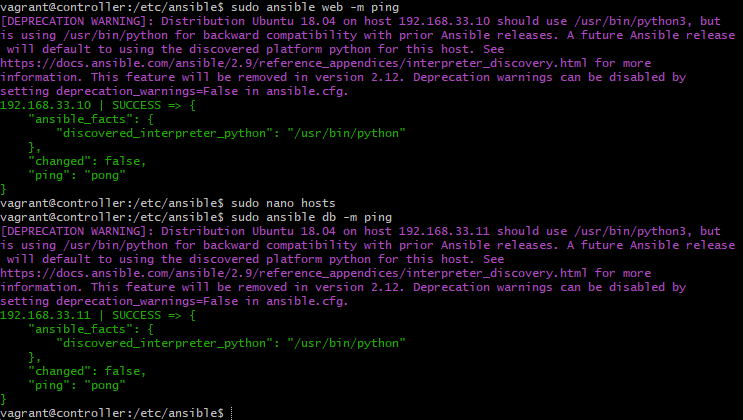 vagrant@controller:/etc/ansible$ sudo ansible web -m ping
[DEPRECATION WARNING]: Distribution Ubuntu 18.04 on host 192.168.33.10 should use /usr/bin/python3, but
is using /usr/bin/python for backward compatibility with prior Ansible releases. A future Ansible release
will default to using the discovered platform python for this host. See
https://docs.ansible.com/ansible/2.9/reference_appendices/interpreter_discovery.html for more
information. This feature will be removed in version 2.12. Deprecation warnings can be disabled by
setting deprecation_warnings=False in ansible.cfg.
192.168.33.10 | SUCCESS => {
    "ansible_facts": {
        "discovered_interpreter_python": "/usr/bin/python"
    },
    "changed": false,
    "ping": "pong"
}
vagrant@controller:/etc/ansible$ sudo nano hosts
vagrant@controller:/etc/ansible$ sudo ansible db -m ping
[DEPRECATION WARNING]: Distribution Ubuntu 18.04 on host 192.168.33.11 should use /usr/bin/python3, but
is using /usr/bin/python for backward compatibility with prior Ansible releases. A future Ansible release
will default to using the discovered platform python for this host. See
https://docs.ansible.com/ansible/2.9/reference_appendices/interpreter_discovery.html for more
information. This feature will be removed in version 2.12. Deprecation warnings can be disabled by
setting deprecation_warnings=False in ansible.cfg.
192.168.33.11 | SUCCESS => {
    "ansible_facts": {
        "discovered_interpreter_python": "/usr/bin/python"
    },
    "changed": false,
    "ping": "pong"
}
vagrant@controller:/etc/ansible$